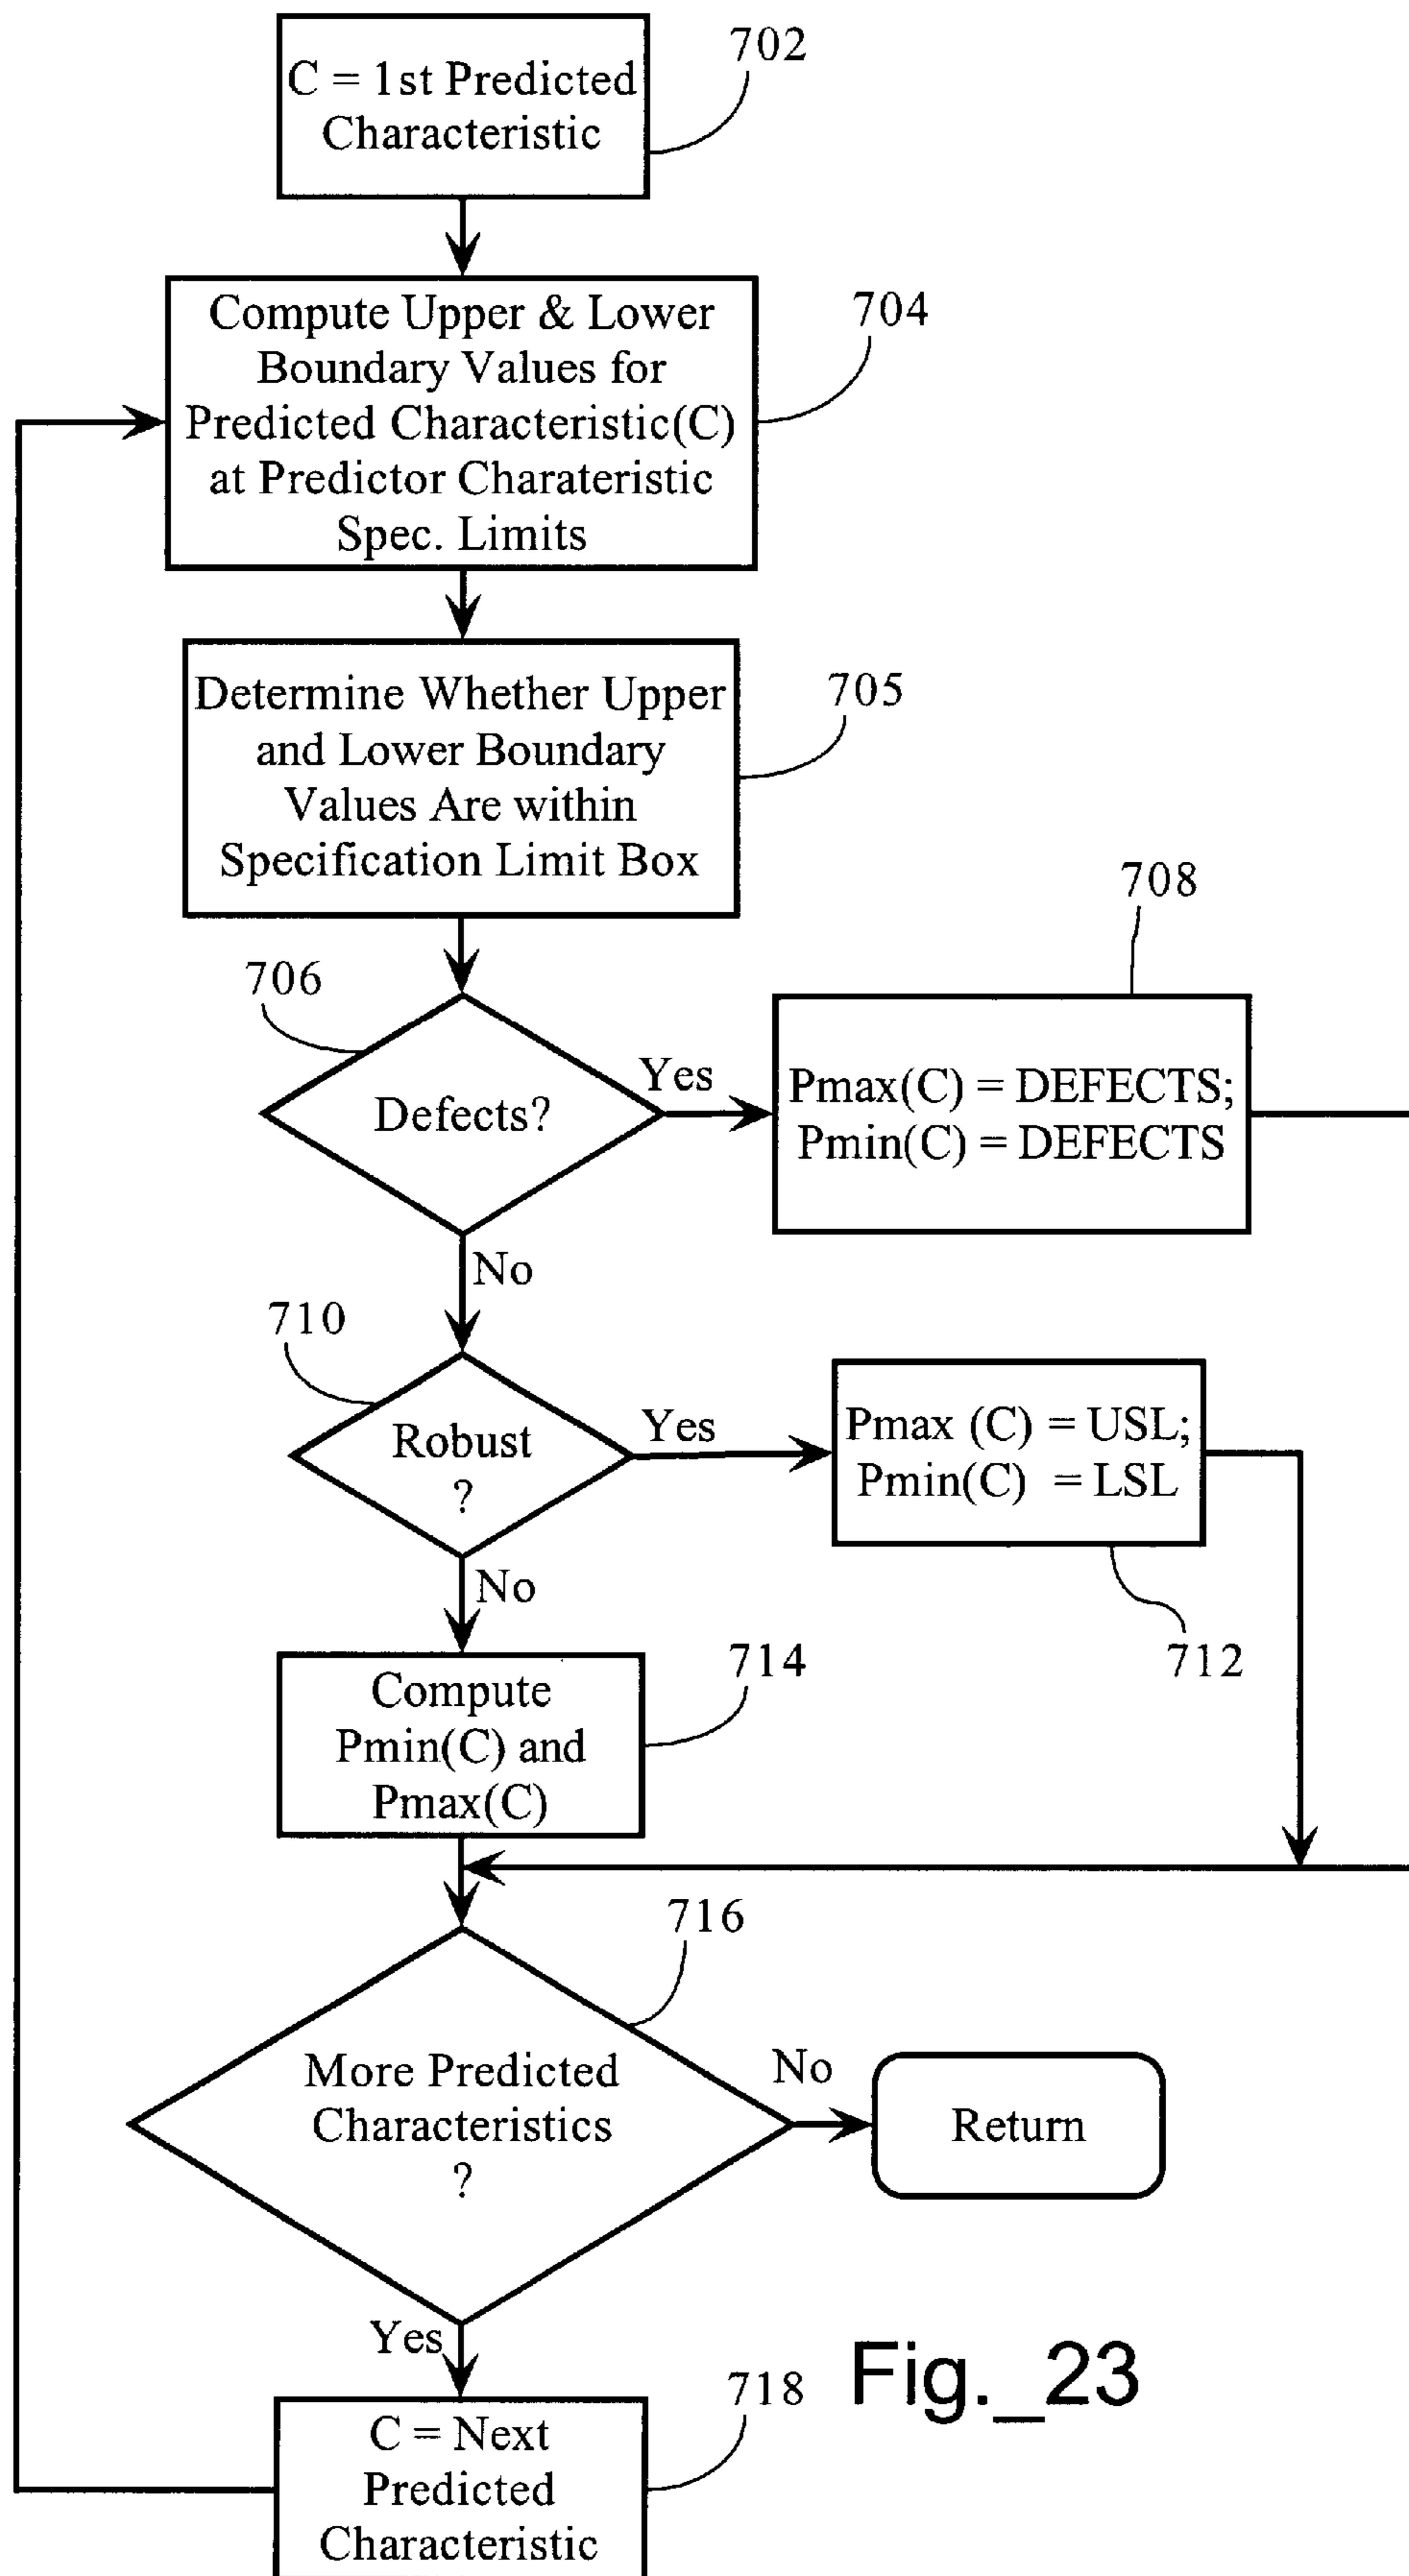 C = 1st Predicted
Characteristic
702
Compute Upper & Lower
Boundary Values for
Predicted Characteristic(C)
at Predictor Charateristic
Spec. Limits
704
Determine Whether Upper
and Lower Boundary
Values Are within
Specification Limit Box
705
706
Defects?
Yes
708
Pmax(C) = DEFECTS;
Pmin(C) = DEFECTS
No
710
Robust
?
Yes
Pmax (C) = USL;
Pmin(C) = LSL
712
No
Compute
Pmin(C) and
Pmax(C)
714
716
More Predicted
Characteristics
?
No
Return
Yes
C = Next
Predicted
Characteristic
718
Fig._23